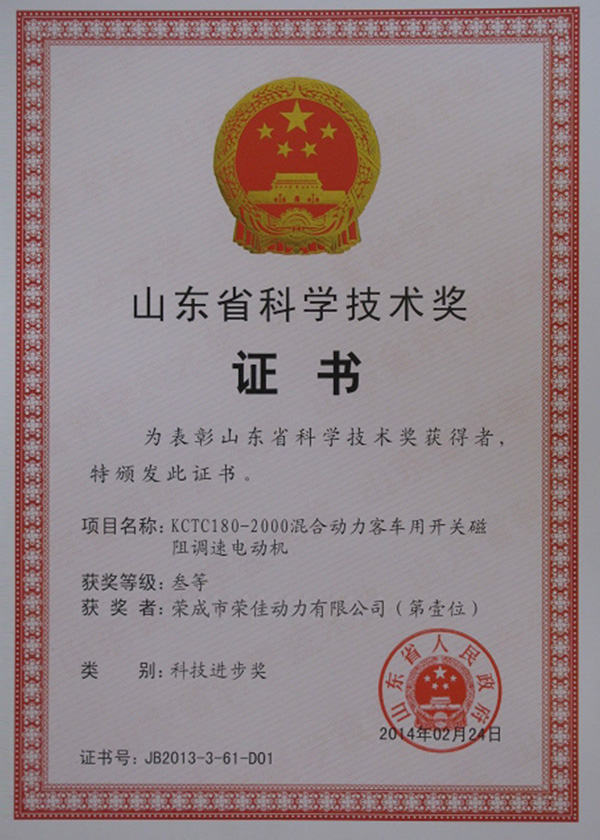 山东省科学技术奖
证书
为表彰山东省科学技术奖获得者，
特颁发此证书。
项目名称：KCTC180-2000混合动力客车用开关磁
阻调速电动机
获奖等级：叁等
获奖者：荣成市荣佳动力有限公司（第壹位）
类别：科技进步奖
山东省人民政府
2014年02月24日
证书号：JB2013-3-61-D01